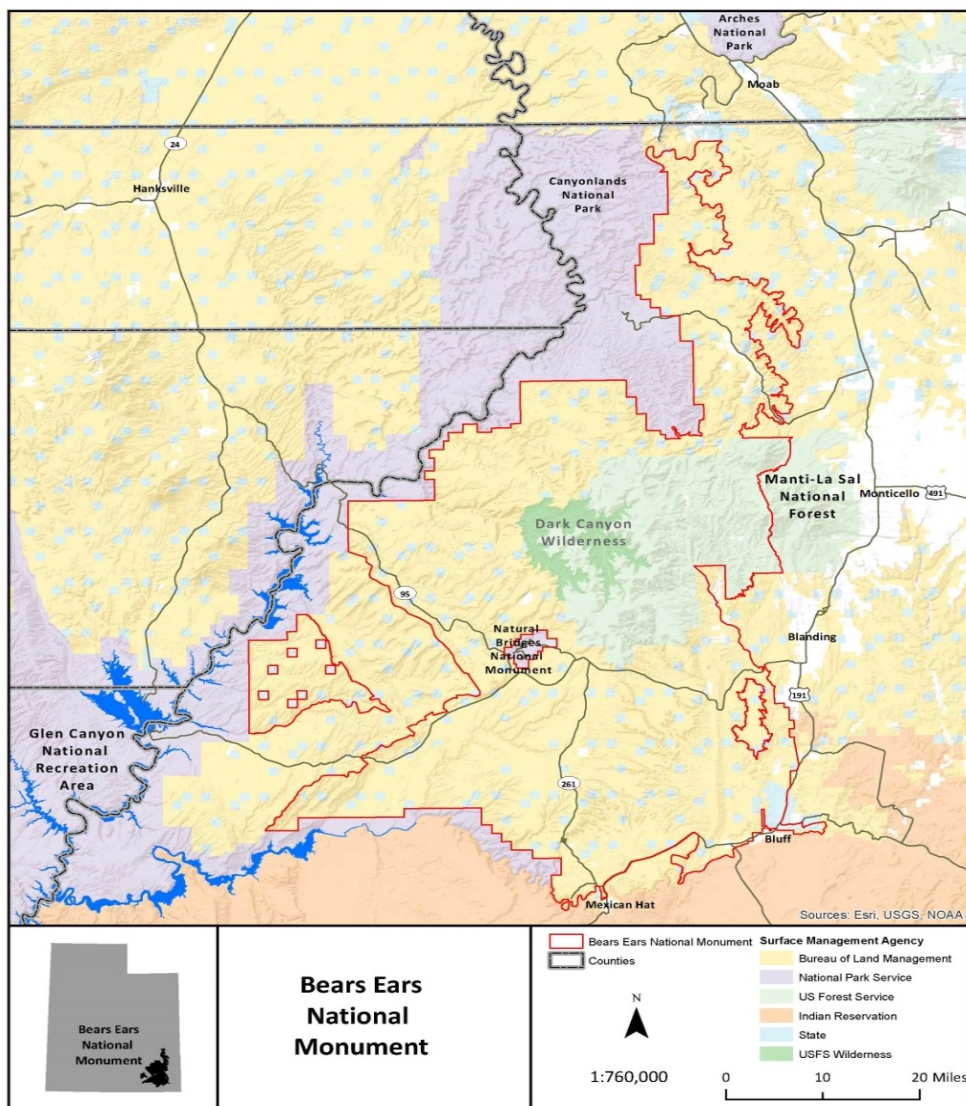 Arches
National
Park
Moab
24
Hanksville
Canyonlands
National
Park
Manti-La Sal
National
Forest
Monticello
491
Dark Canyon
Wilderness
95
Natural
Bridges
National
Monument
Blanding
191
Glen Canyon
National
Recreation
Area
261
Bluff
Mexican Hat
Sources: Esri, USGS, NOAA
Bears Ears
National
Monument
Bears Ears
National
Monument
Bears Ears National Monument
Counties
N
1:760,000
Surface Management Agency
Bureau of Land Management
National Park Service
US Forest Service
Indian Reservation
State
USFS Wilderness
0 10 20 Miles